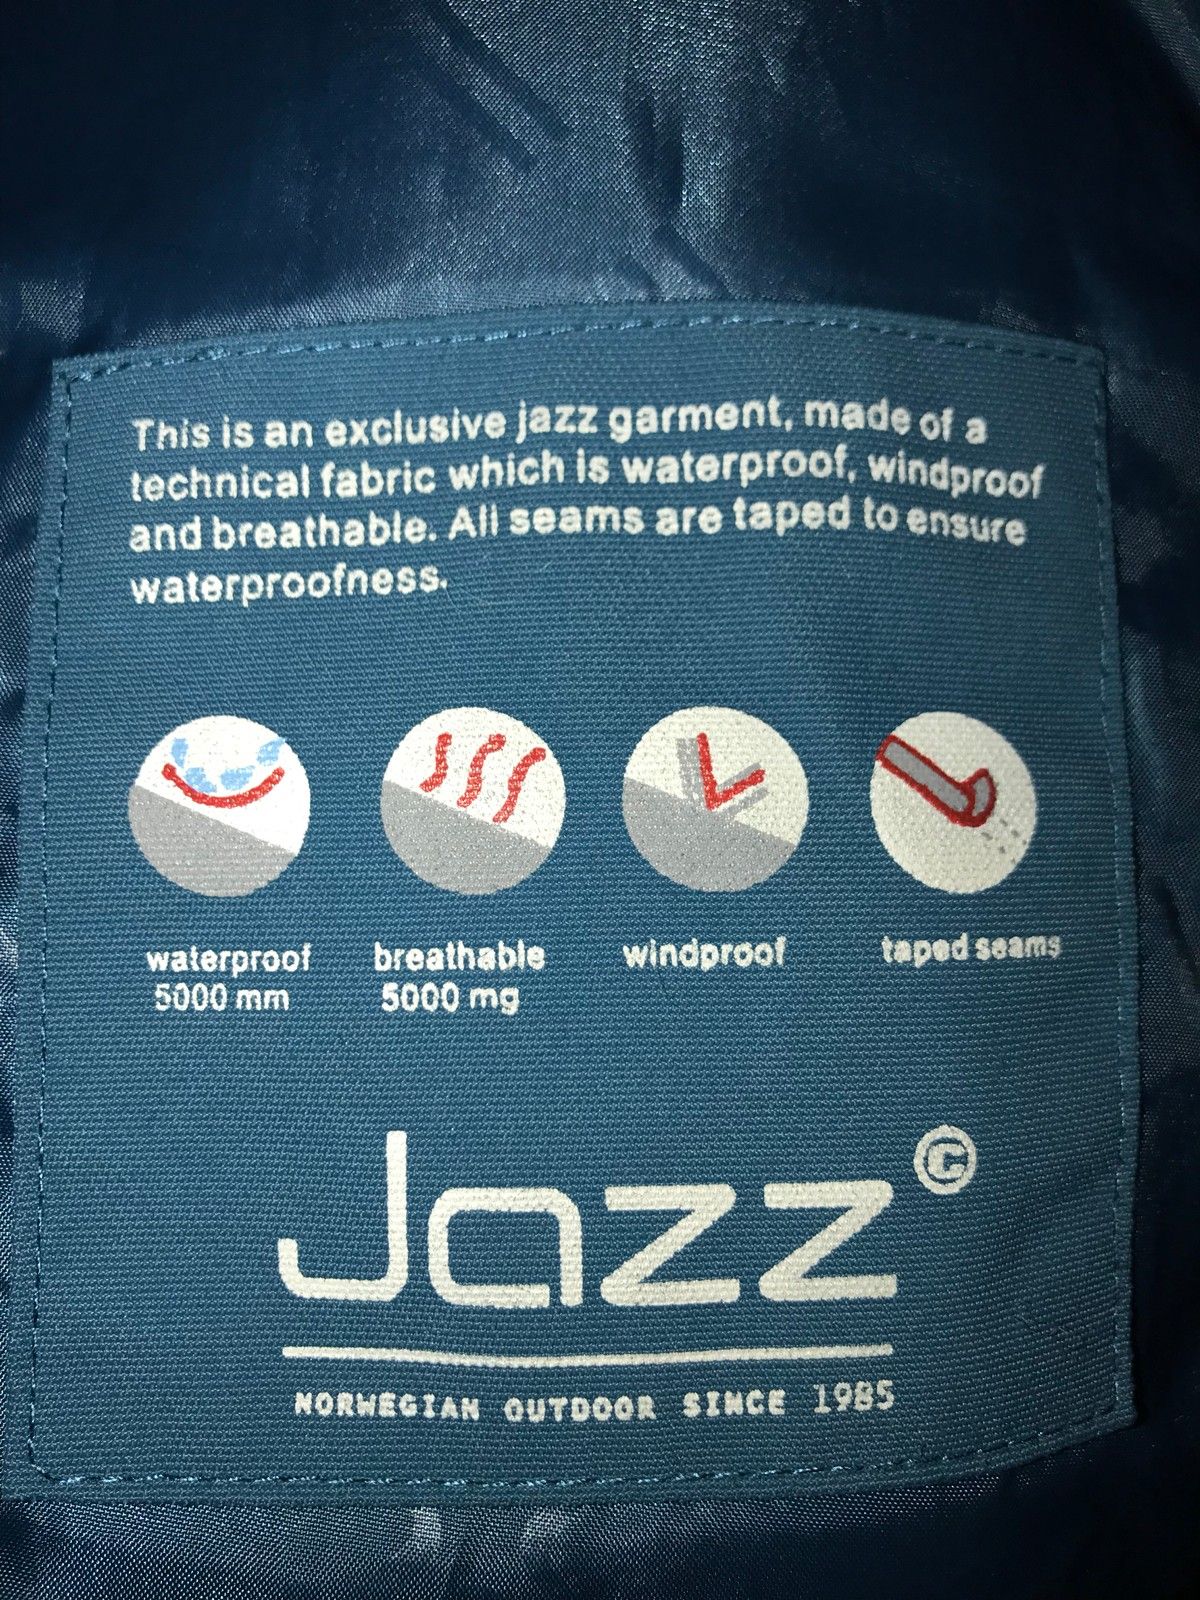 This is an exclusive jazz garment, made of a
technical fabric which is waterproof, windproof
and breathable. All seams are taped to ensure
waterproofness.
waterproof
5000 mm
breathable
5000 mg
windproof
taped seams
Jazz©
NORWEGIAN OUTDOOR SINCE 1985